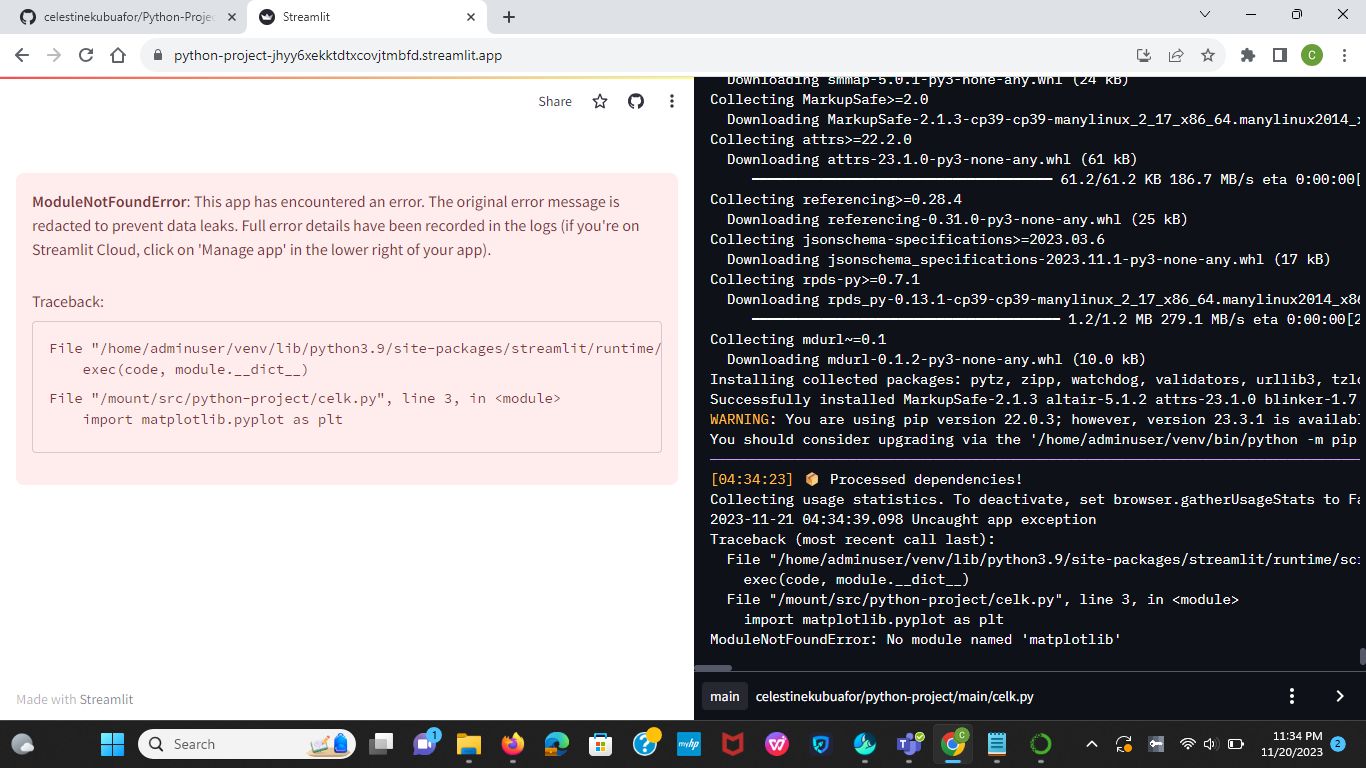 celestinekubuafor/Python-Proje
Streamlit
python-project-jhyy6xekktdtxcovjtmbfd.streamlit.app
C
Share
ModuleNotFoundError: This app has encountered an error. The original error message is
redacted to prevent data leaks. Full error details have been recorded in the logs (if you're on
Streamlit Cloud, click on 'Manage app' in the lower right of your app).
Traceback:
File "/home/adminuser/venv/lib/python3.9/site-packages/streamlit/runtime/
exec(code, module.__dict__)
File "/mount/src/python-project/celk.py", line 3, in <module>
import matplotlib.pyplot as plt
Made with Streamlit
Downloading smmap-5.0.1-py3-none-any.whl (24 kB)
Collecting MarkupSafe>=2.0
Downloading MarkupSafe-2.1.3-cp39-cp39-manylinux_2_17_x86_64.manylinux2014_x
Collecting attrs>=22.2.0
Downloading attrs-23.1.0-py3-none-any.whl (61 kB)
61.2/61.2 KB 186.7 MB/s eta 0:00:00[
Collecting referencing>=0.28.4
Downloading referencing-0.31.0-py3-none-any.whl (25 kB)
Collecting jsonschema-specifications>=2023.03.6
Downloading jsonschema_specifications-2023.11.1-py3-none-any.whl (17 kB)
Collecting rpds-py>=0.7.1
Downloading rpds_py-0.13.1-cp39-cp39-manylinux_2_17_x86_64.manylinux2014_x86
1.2/1.2 MB 279.1 MB/s eta 0:00:00[2
Collecting mdurl~=0.1
Downloading mdurl-0.1.2-py3-none-any.whl (10.0 kB)
Installing collected packages: pytz, zipp, watchdog, validators, urllib3, tzlo
Successfully installed MarkupSafe-2.1.3 altair-5.1.2 attrs-23.1.0 blinker-1.7
WARNING: You are using pip version 22.0.3; however, version 23.3.1 is availab
You should consider upgrading via the '/home/adminuser/venv/bin/python -m pip
[04:34:23] 📦 Processed dependencies!
Collecting usage statistics. To deactivate, set browser.gatherUsageStats to Fa
2023-11-21 04:34:39.098 Uncaught app exception
Traceback (most recent call last):
File "/home/adminuser/venv/lib/python3.9/site-packages/streamlit/runtime/scr
exec(code, module.__dict__)
File "/mount/src/python-project/celk.py", line 3, in <module>
import matplotlib.pyplot as plt
ModuleNotFoundError: No module named 'matplotlib'
main celestinekubuafor/python-project/main/celk.py
Search
1
myhp
C
11:34 PM
11/20/2023
2